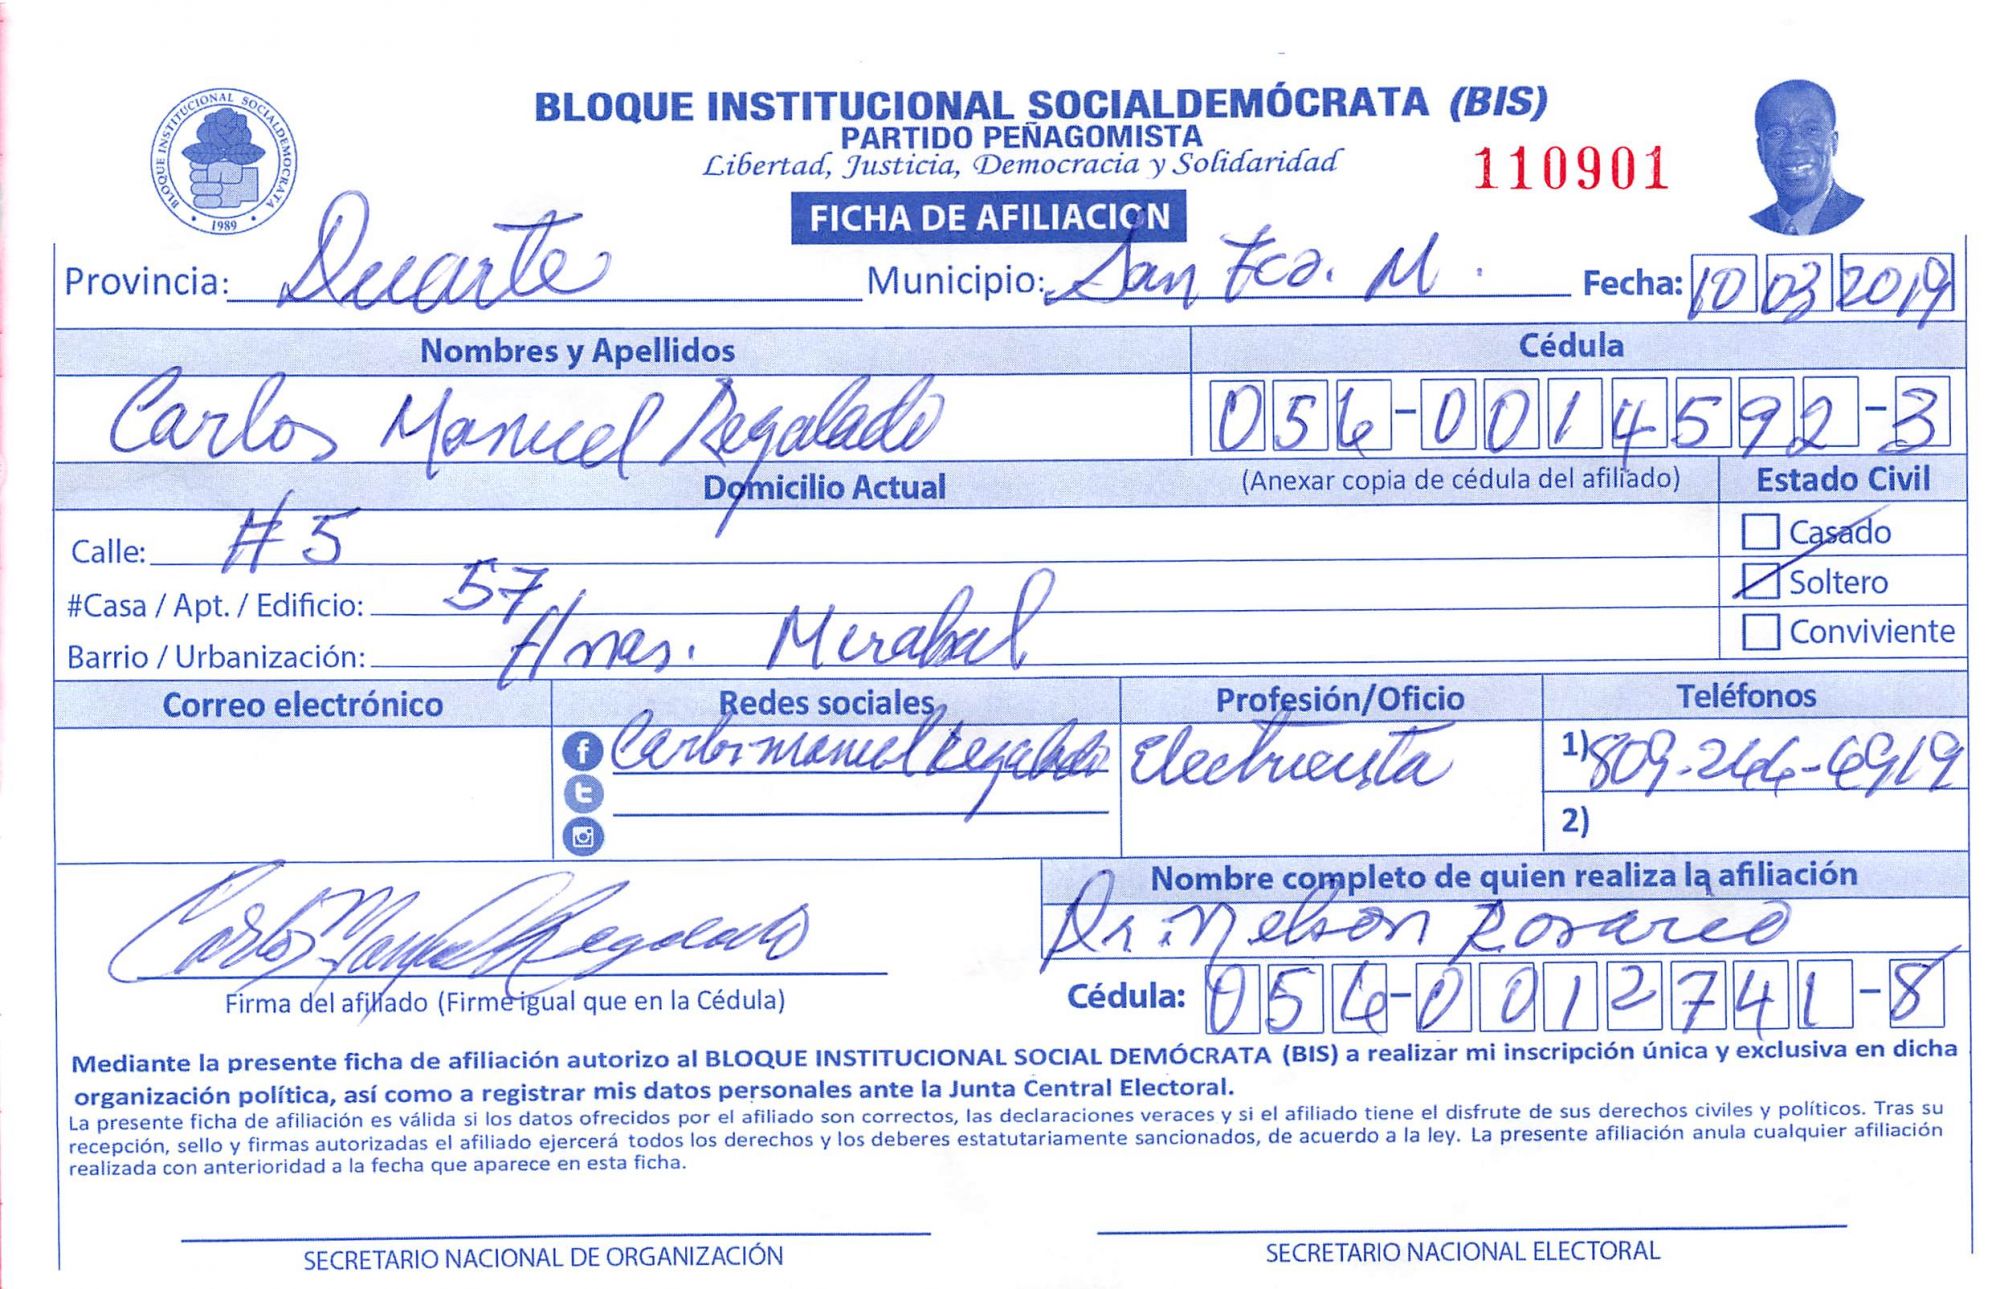 BLOQUE INSTITUCIONAL SOCIALDEMÓCRATA (BIS)
PARTIDO PEÑAGOMISTA
Libertad, Justicia, Democracia y Solidaridad
110901
BLOQUE INSTITUCIONAL SOCIALDEMOCRATA
1989
FICHA DE AFILIACION
Provincia: Duarte Municipio: San Fco. M. Fecha: 10 03 2019
Nombres y Apellidos Cédula
Carlos Manuel Regalado 056-0014592-3
Domicilio Actual (Anexar copia de cédula del afiliado) Estado Civil
Calle: # 5 Casado
#Casa / Apt. / Edificio: 57 Soltero
Barrio / Urbanización: Hnas. Mirabal Conviviente
Correo electrónico Redes sociales Profesión/Oficio Teléfonos
Carlosmanuel Regalado Electricista 1) 809-244-6919
2)
Carlos Manuel Regalado
Nombre completo de quien realiza la afiliación
Dr. Nelson Rosario
Firma del afiliado (Firme igual que en la Cédula) Cédula: 056-0012741-8
Mediante la presente ficha de afiliación autorizo al BLOQUE INSTITUCIONAL SOCIAL DEMÓCRATA (BIS) a realizar mi inscripción única y exclusiva en dicha
organización política, así como a registrar mis datos personales ante la Junta Central Electoral.
La presente ficha de afiliación es válida si los datos ofrecidos por el afiliado son correctos, las declaraciones veraces y si el afiliado tiene el disfrute de sus derechos civiles y políticos. Tras su
recepción, sello y firmas autorizadas el afiliado ejercerá todos los derechos y los deberes estatutariamente sancionados, de acuerdo a la ley. La presente afiliación anula cualquier afiliación
realizada con anterioridad a la fecha que aparece en esta ficha.
SECRETARIO NACIONAL DE ORGANIZACIÓN SECRETARIO NACIONAL ELECTORAL